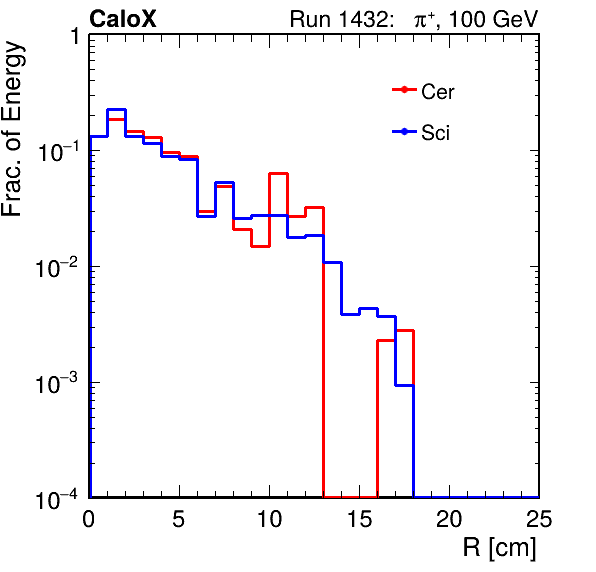 CaloX Run 1432: π⁺, 100 GeV
Frac. of Energy
1
10⁻¹
10⁻²
10⁻³
10⁻⁴
Cer
Sci
0 5 10 15 20 25
R [cm]